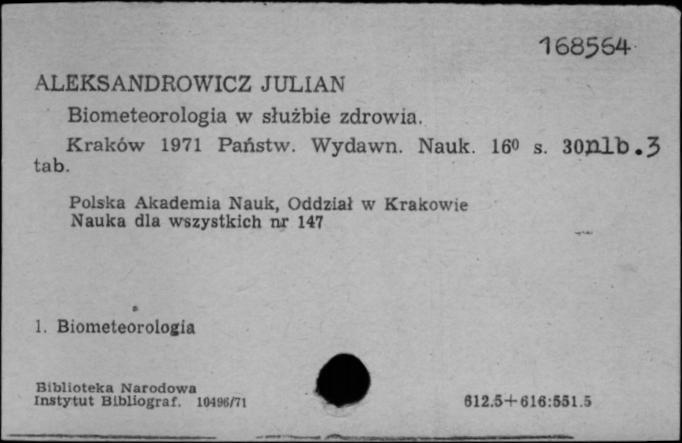 168564
ALEKSANDROWICZ JULIAN
Biometeorologia w służbie zdrowia.
Kraków 1971 Państw. Wydawn. Nauk. 16⁰ s. 30nlb.3
tab.
Polska Akademia Nauk, Oddział w Krakowie
Nauka dla wszystkich nr 147
1. Biometeorologia
Biblioteka Narodowa
Instytut Bibliograf. 10496/71
612.5+616:551.5